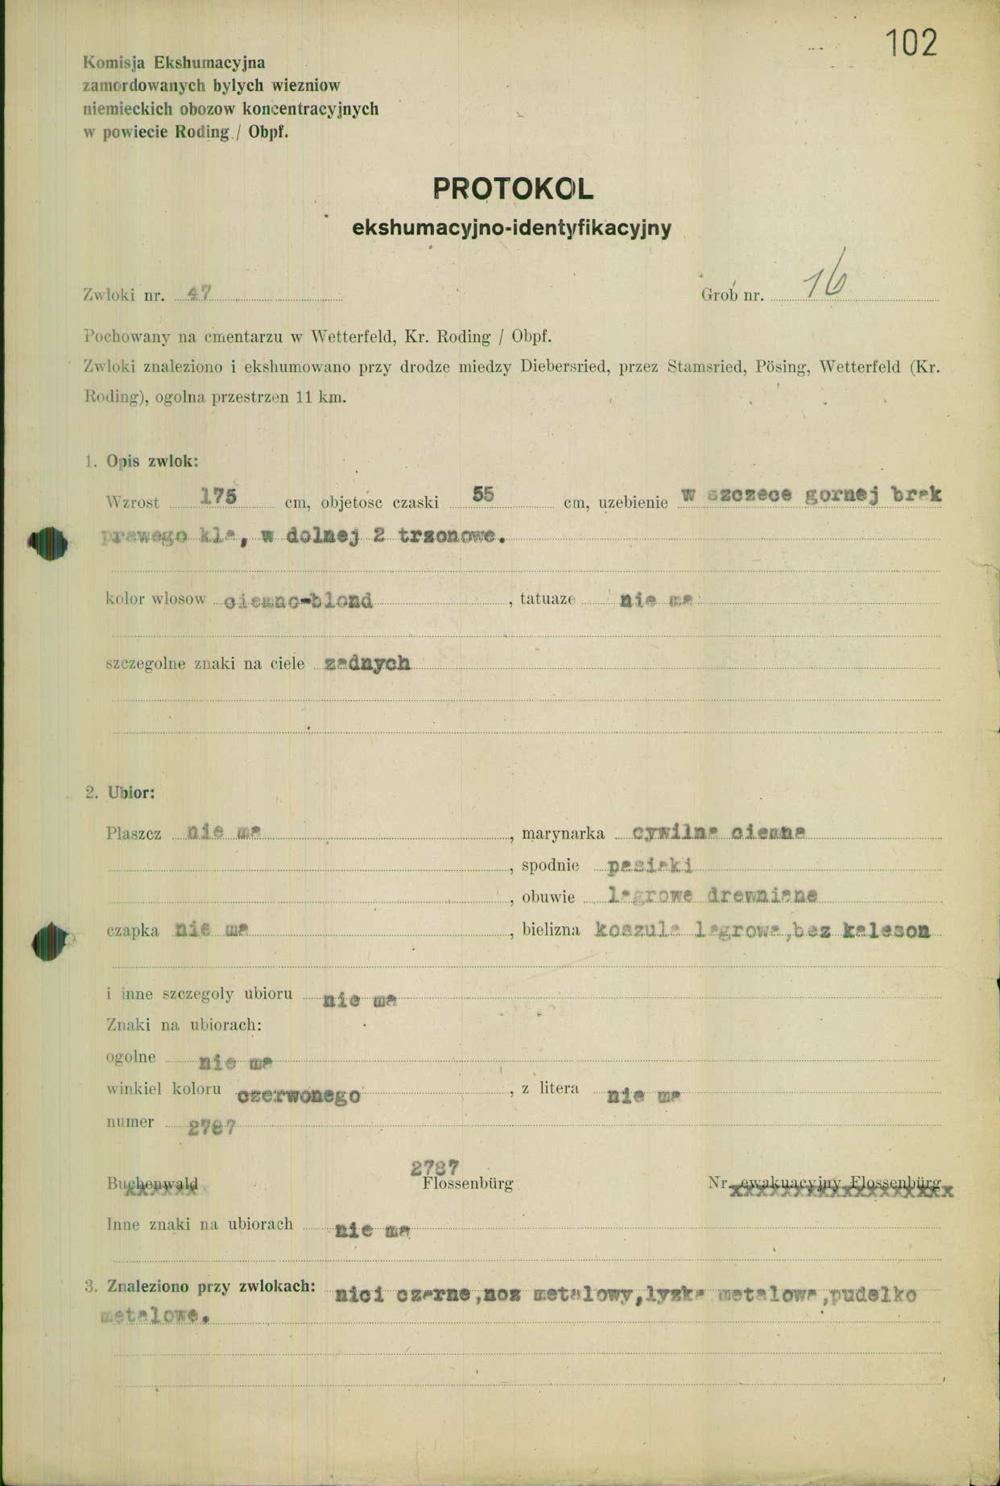 102
Komisja Ekshumacyjna
zamordowanych bylych wiezniow
niemieckich obozow koncentracyjnych
w powiecie Roding / Obpf.
PROTOKOL
ekshumacyjno-identyfikacyjny
Zwloki nr. 47 Grob nr. 16
Pochowany na cmentarzu w Wetterfeld, Kr. Roding / Obpf.
Zwloki znaleziono i ekshumowano przy drodze miedzy Diebersried, przez Stamsried, Pösing, Wetterfeld (Kr.
Roding), ogolna przestrzen 11 km.
1. Opis zwlok:
Wzrost 175 cm, objetosc czaski 55 cm, uzebienie w szczece gornej brak
prawego kla, w dolnej 2 trzonowe.
kolor wlosow ciemno-blond, tatuaze nie ma
szczegolne znaki na ciele zadnych
2. Ubior:
Plaszcz nie ma, marynarka cywilna ciemna
, spodnie pasiaki
, obuwie lagrowe drewniane
czapka nie ma, bielizna koszula lagrowa,bez kaleson
i inne szczegoly ubioru nie ma
Znaki na ubiorach:
ogolne nie ma
winkiel koloru czerwonego, z litera nie ma
numer 2787
2787
Buchenwald Flossenbürg Nr. ewakuacyjny Flossenbürg
Inne znaki na ubiorach nie ma
3. Znaleziono przy zwlokach: nici czarne,noz metalowy,lyzka metalowa,pudelko
metalowe.